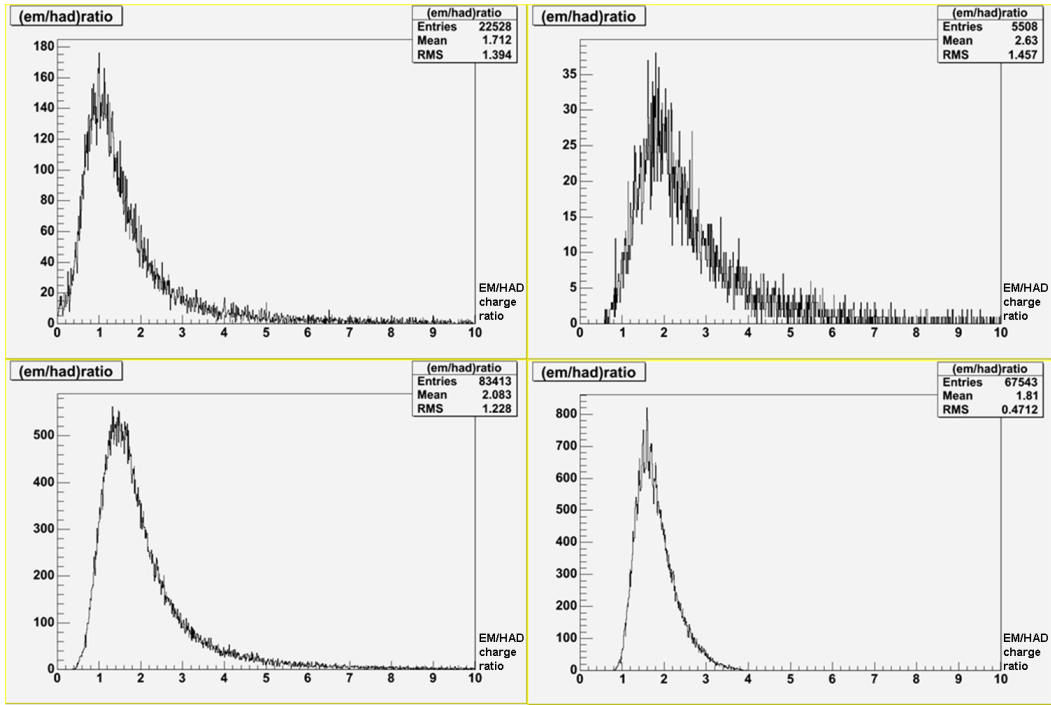 (em/had)ratio
(em/had)ratio
Entries 22528
Mean 1.712
RMS 1.394
180
160
140
120
100
80
60
40
20
0
0 1 2 3 4 5 6 7 8 9 10
EM/HAD
charge
ratio
(em/had)ratio
(em/had)ratio
Entries 5508
Mean 2.63
RMS 1.457
35
30
25
20
15
10
5
0
0 1 2 3 4 5 6 7 8 9 10
EM/HAD
charge
ratio
(em/had)ratio
(em/had)ratio
Entries 83413
Mean 2.083
RMS 1.228
500
400
300
200
100
0
0 1 2 3 4 5 6 7 8 9 10
EM/HAD
charge
ratio
(em/had)ratio
(em/had)ratio
Entries 67543
Mean 1.81
RMS 0.4712
800
700
600
500
400
300
200
100
0
0 1 2 3 4 5 6 7 8 9 10
EM/HAD
charge
ratio